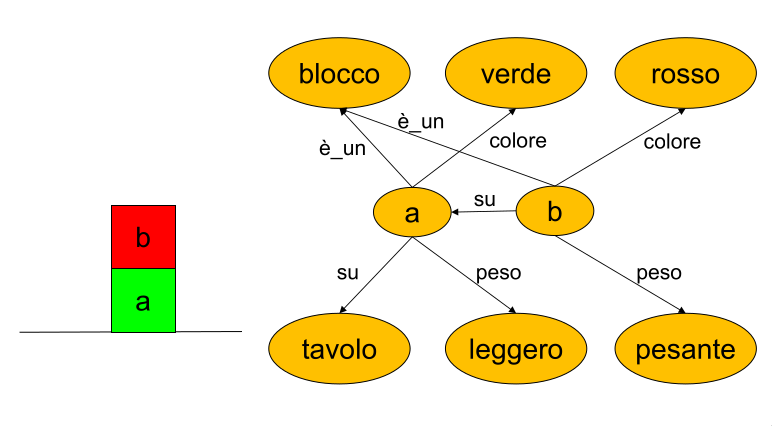 blocco verde rosso
è_un
è_un
colore
colore
b
a
a
su
b
su
peso
peso
tavolo leggero pesante